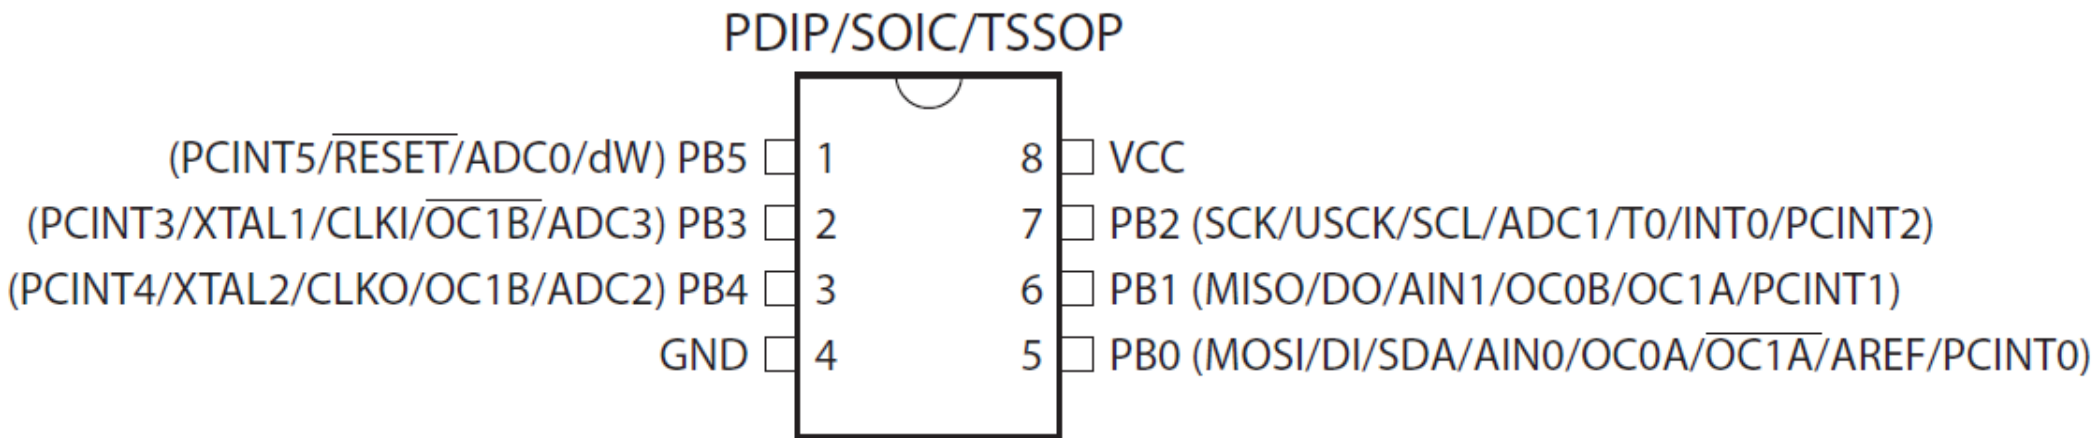 PDIP/SOIC/TSSOP
(PCINT5/RESET/ADC0/dW) PB5 1 8 VCC
(PCINT3/XTAL1/CLKI/OC1B/ADC3) PB3 2 7 PB2 (SCK/USCK/SCL/ADC1/T0/INT0/PCINT2)
(PCINT4/XTAL2/CLKO/OC1B/ADC2) PB4 3 6 PB1 (MISO/DO/AIN1/OC0B/OC1A/PCINT1)
GND 4 5 PB0 (MOSI/DI/SDA/AIN0/OC0A/OC1A/AREF/PCINT0)